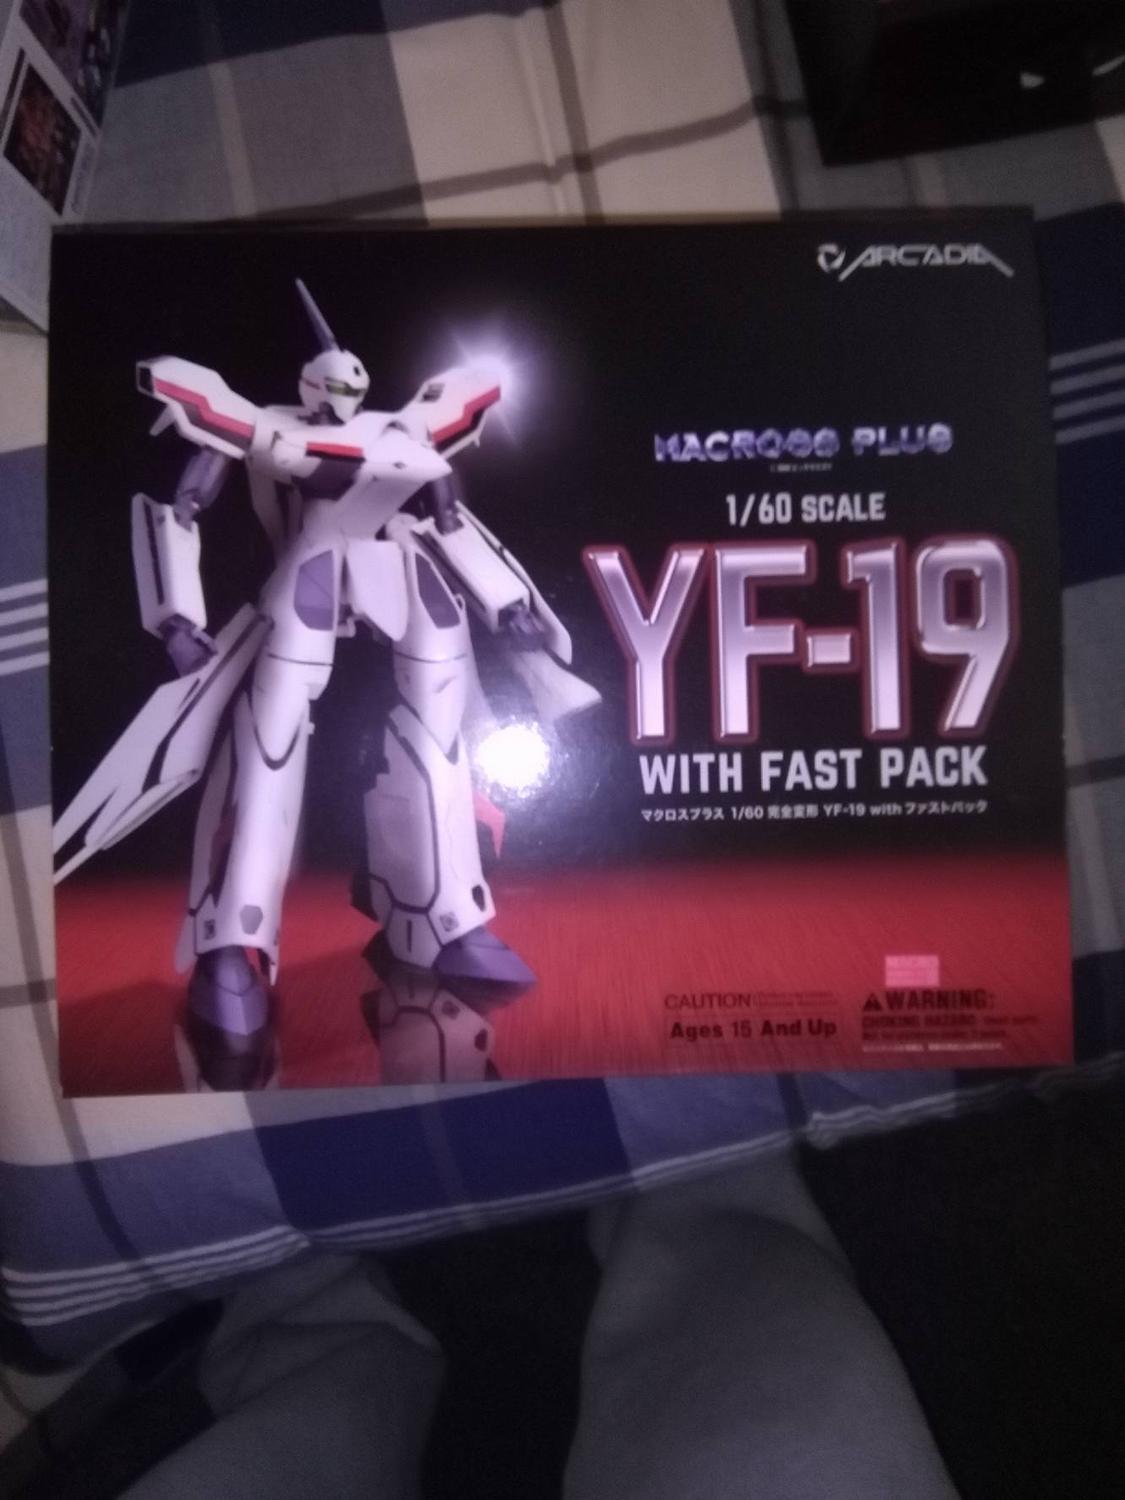 ARCADIA
MACROSS PLUS
1/60 SCALE
YF-19
WITH FAST PACK
マクロスプラス 1/60 完全変形 YF-19 with ファストパック
CAUTION
Ages 15 And Up
WARNING:
CHOKING HAZARD-Small parts.